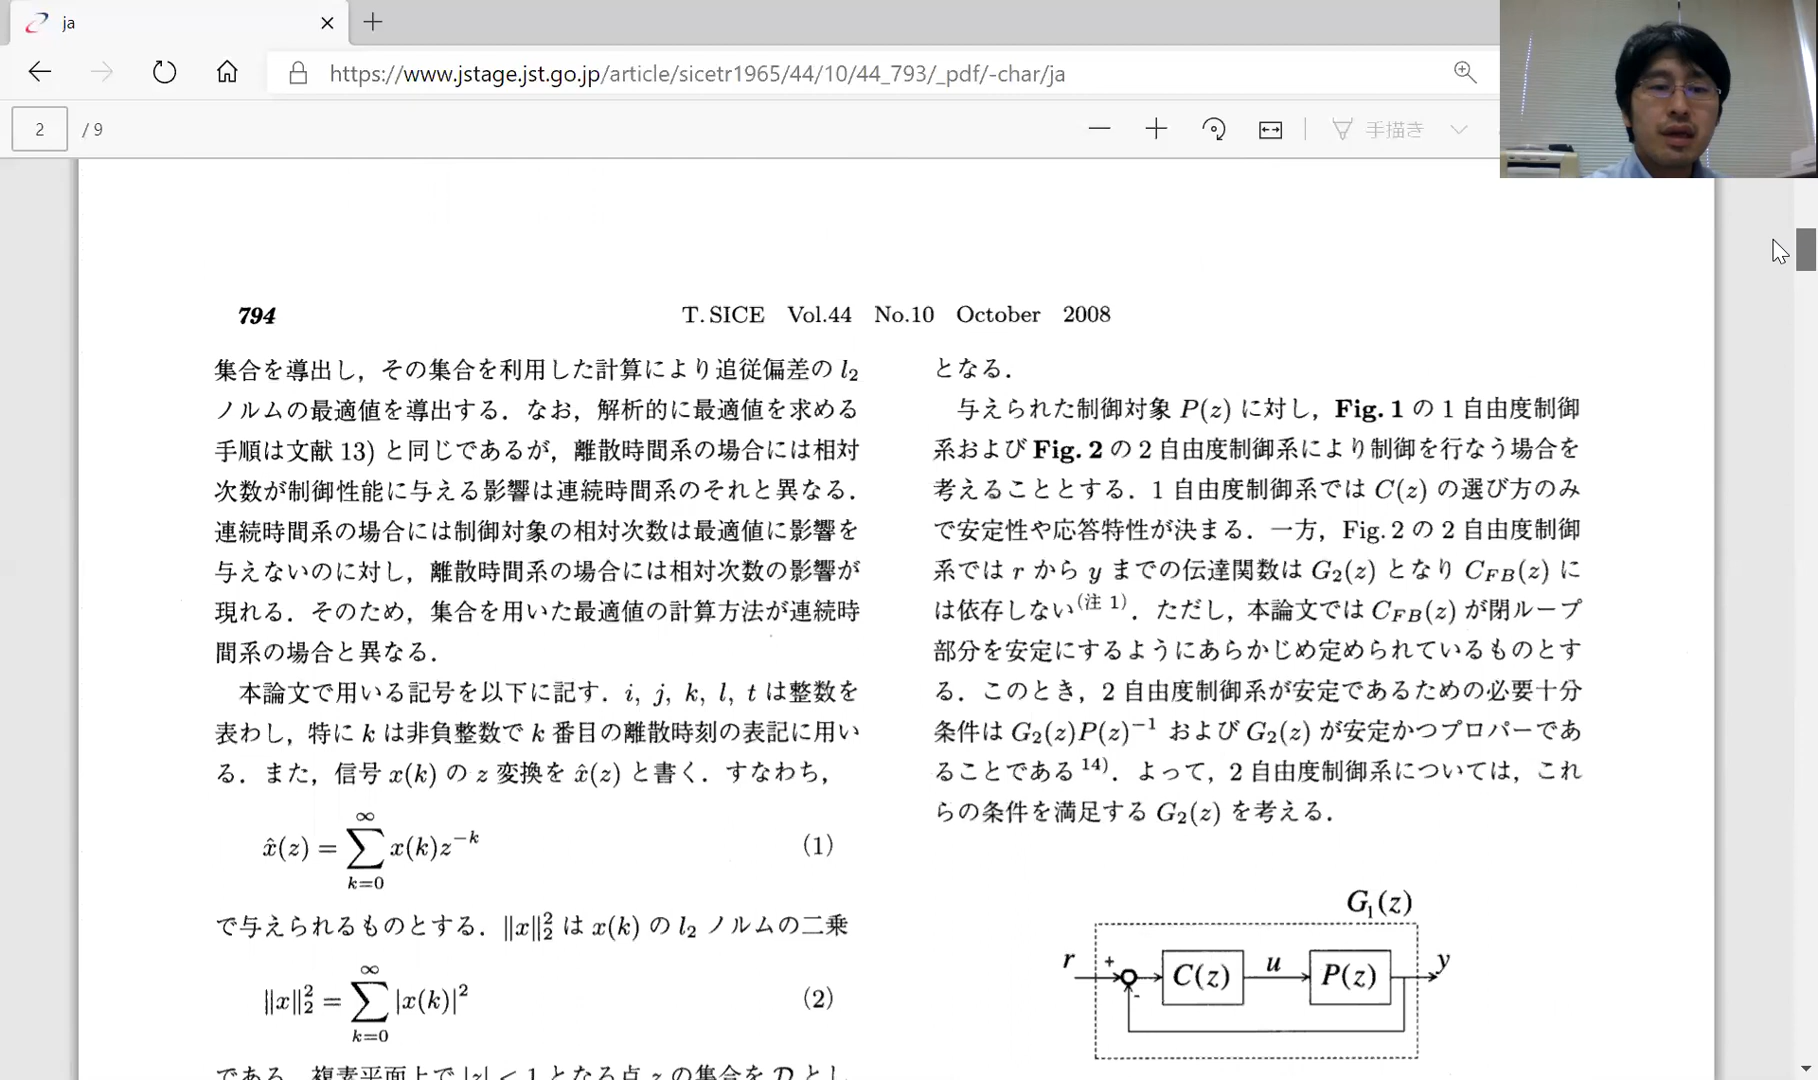 ja
https://www.jstage.jst.go.jp/article/sicetr1965/44/10/44_793/_pdf/-char/ja
2 / 9
手描き
794 T. SICE Vol.44 No.10 October 2008
集合を導出し，その集合を利用した計算により追従偏差の l₂
ノルムの最適値を導出する．なお，解析的に最適値を求める
手順は文献 13) と同じであるが，離散時間系の場合には相対
次数が制御性能に与える影響は連続時間系のそれと異なる．
連続時間系の場合には制御対象の相対次数は最適値に影響を
与えないのに対し，離散時間系の場合には相対次数の影響が
現れる．そのため，集合を用いた最適値の計算方法が連続時
間系の場合と異なる．
本論文で用いる記号を以下に記す．i, j, k, l, t は整数を
表わし，特に k は非負整数で k 番目の離散時刻の表記に用い
る．また，信号 x(k) の z 変換を x̂(z) と書く．すなわち，
x̂(z) = ∑_{k=0}^{∞} x(k)z^{−k} (1)
で与えられるものとする．‖x‖₂² は x(k) の l₂ ノルムの二乗
‖x‖₂² = ∑_{k=0}^{∞} |x(k)|² (2)
である．複素平面上で |z| < 1 となる点 z の集合を D とし，
となる．
与えられた制御対象 P(z) に対し，Fig. 1 の 1 自由度制御
系および Fig. 2 の 2 自由度制御系により制御を行なう場合を
考えることとする．1 自由度制御系では C(z) の選び方のみ
で安定性や応答特性が決まる．一方，Fig. 2 の 2 自由度制御
系では r から y までの伝達関数は G₂(z) となり C_{FB}(z) に
は依存しない（注 1）．ただし，本論文では C_{FB}(z) が閉ループ
部分を安定にするようにあらかじめ定められているものとす
る．このとき，2 自由度制御系が安定であるための必要十分
条件は G₂(z)P(z)⁻¹ および G₂(z) が安定かつプロパーであ
ることである 14)．よって，2 自由度制御系については，これ
らの条件を満足する G₂(z) を考える．
G₁(z)
r + - C(z) u P(z) y